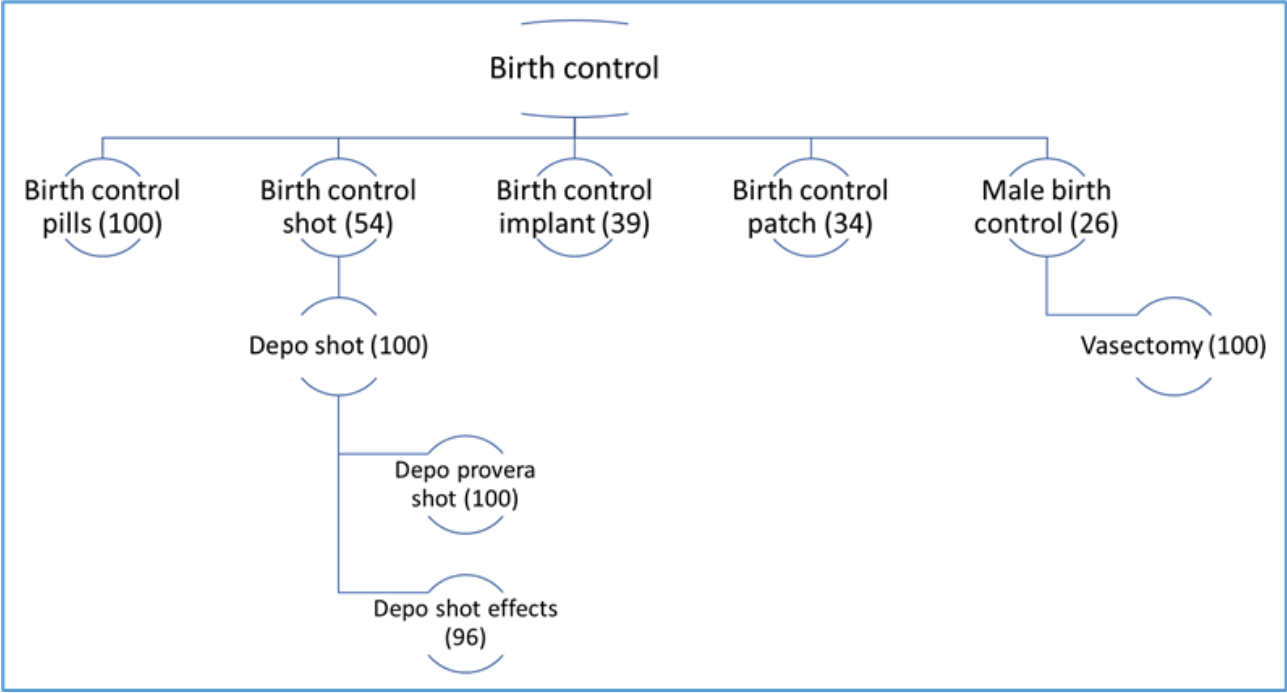 Birth control
Birth control
pills (100)
Birth control
shot (54)
Birth control
implant (39)
Birth control
patch (34)
Male birth
control (26)
Depo shot (100)
Vasectomy (100)
Depo provera
shot (100)
Depo shot effects
(96)